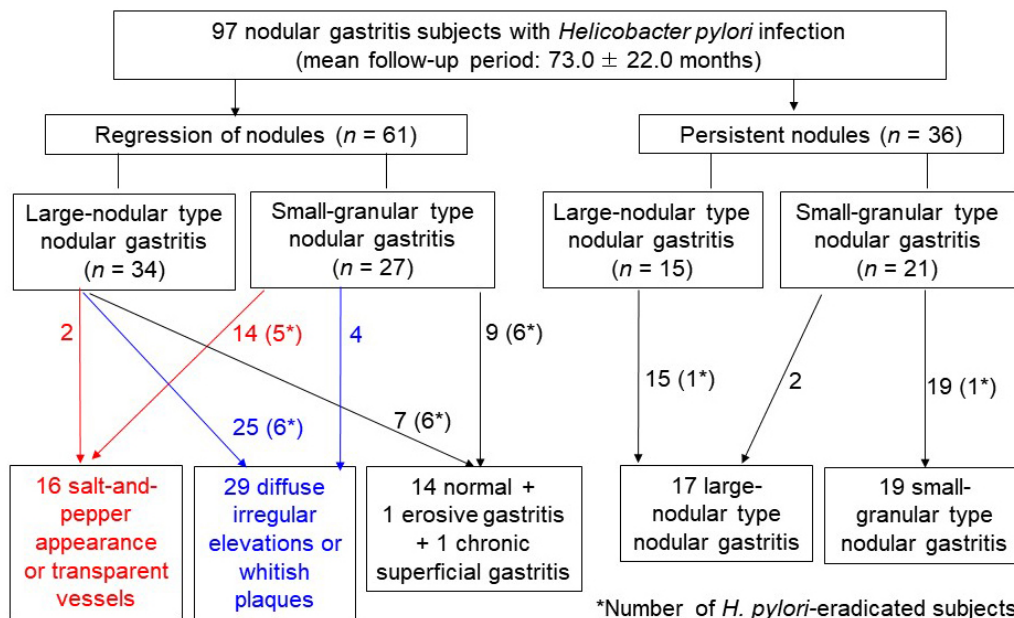 97 nodular gastritis subjects with Helicobacter pylori infection
(mean follow-up period: 73.0 ± 22.0 months)
Regression of nodules (n = 61)
Persistent nodules (n = 36)
Large-nodular type
nodular gastritis
(n = 34)
Small-granular type
nodular gastritis
(n = 27)
Large-nodular type
nodular gastritis
(n = 15)
Small-granular type
nodular gastritis
(n = 21)
2
14 (5*)
4
9 (6*)
25 (6*)
7 (6*)
15 (1*)
2
19 (1*)
16 salt-and-
pepper
appearance
or transparent
vessels
29 diffuse
irregular
elevations or
whitish
plaques
14 normal +
1 erosive gastritis
+ 1 chronic
superficial gastritis
17 large-
nodular type
nodular gastritis
19 small-
granular type
nodular gastritis
*Number of H. pylori-eradicated subjects